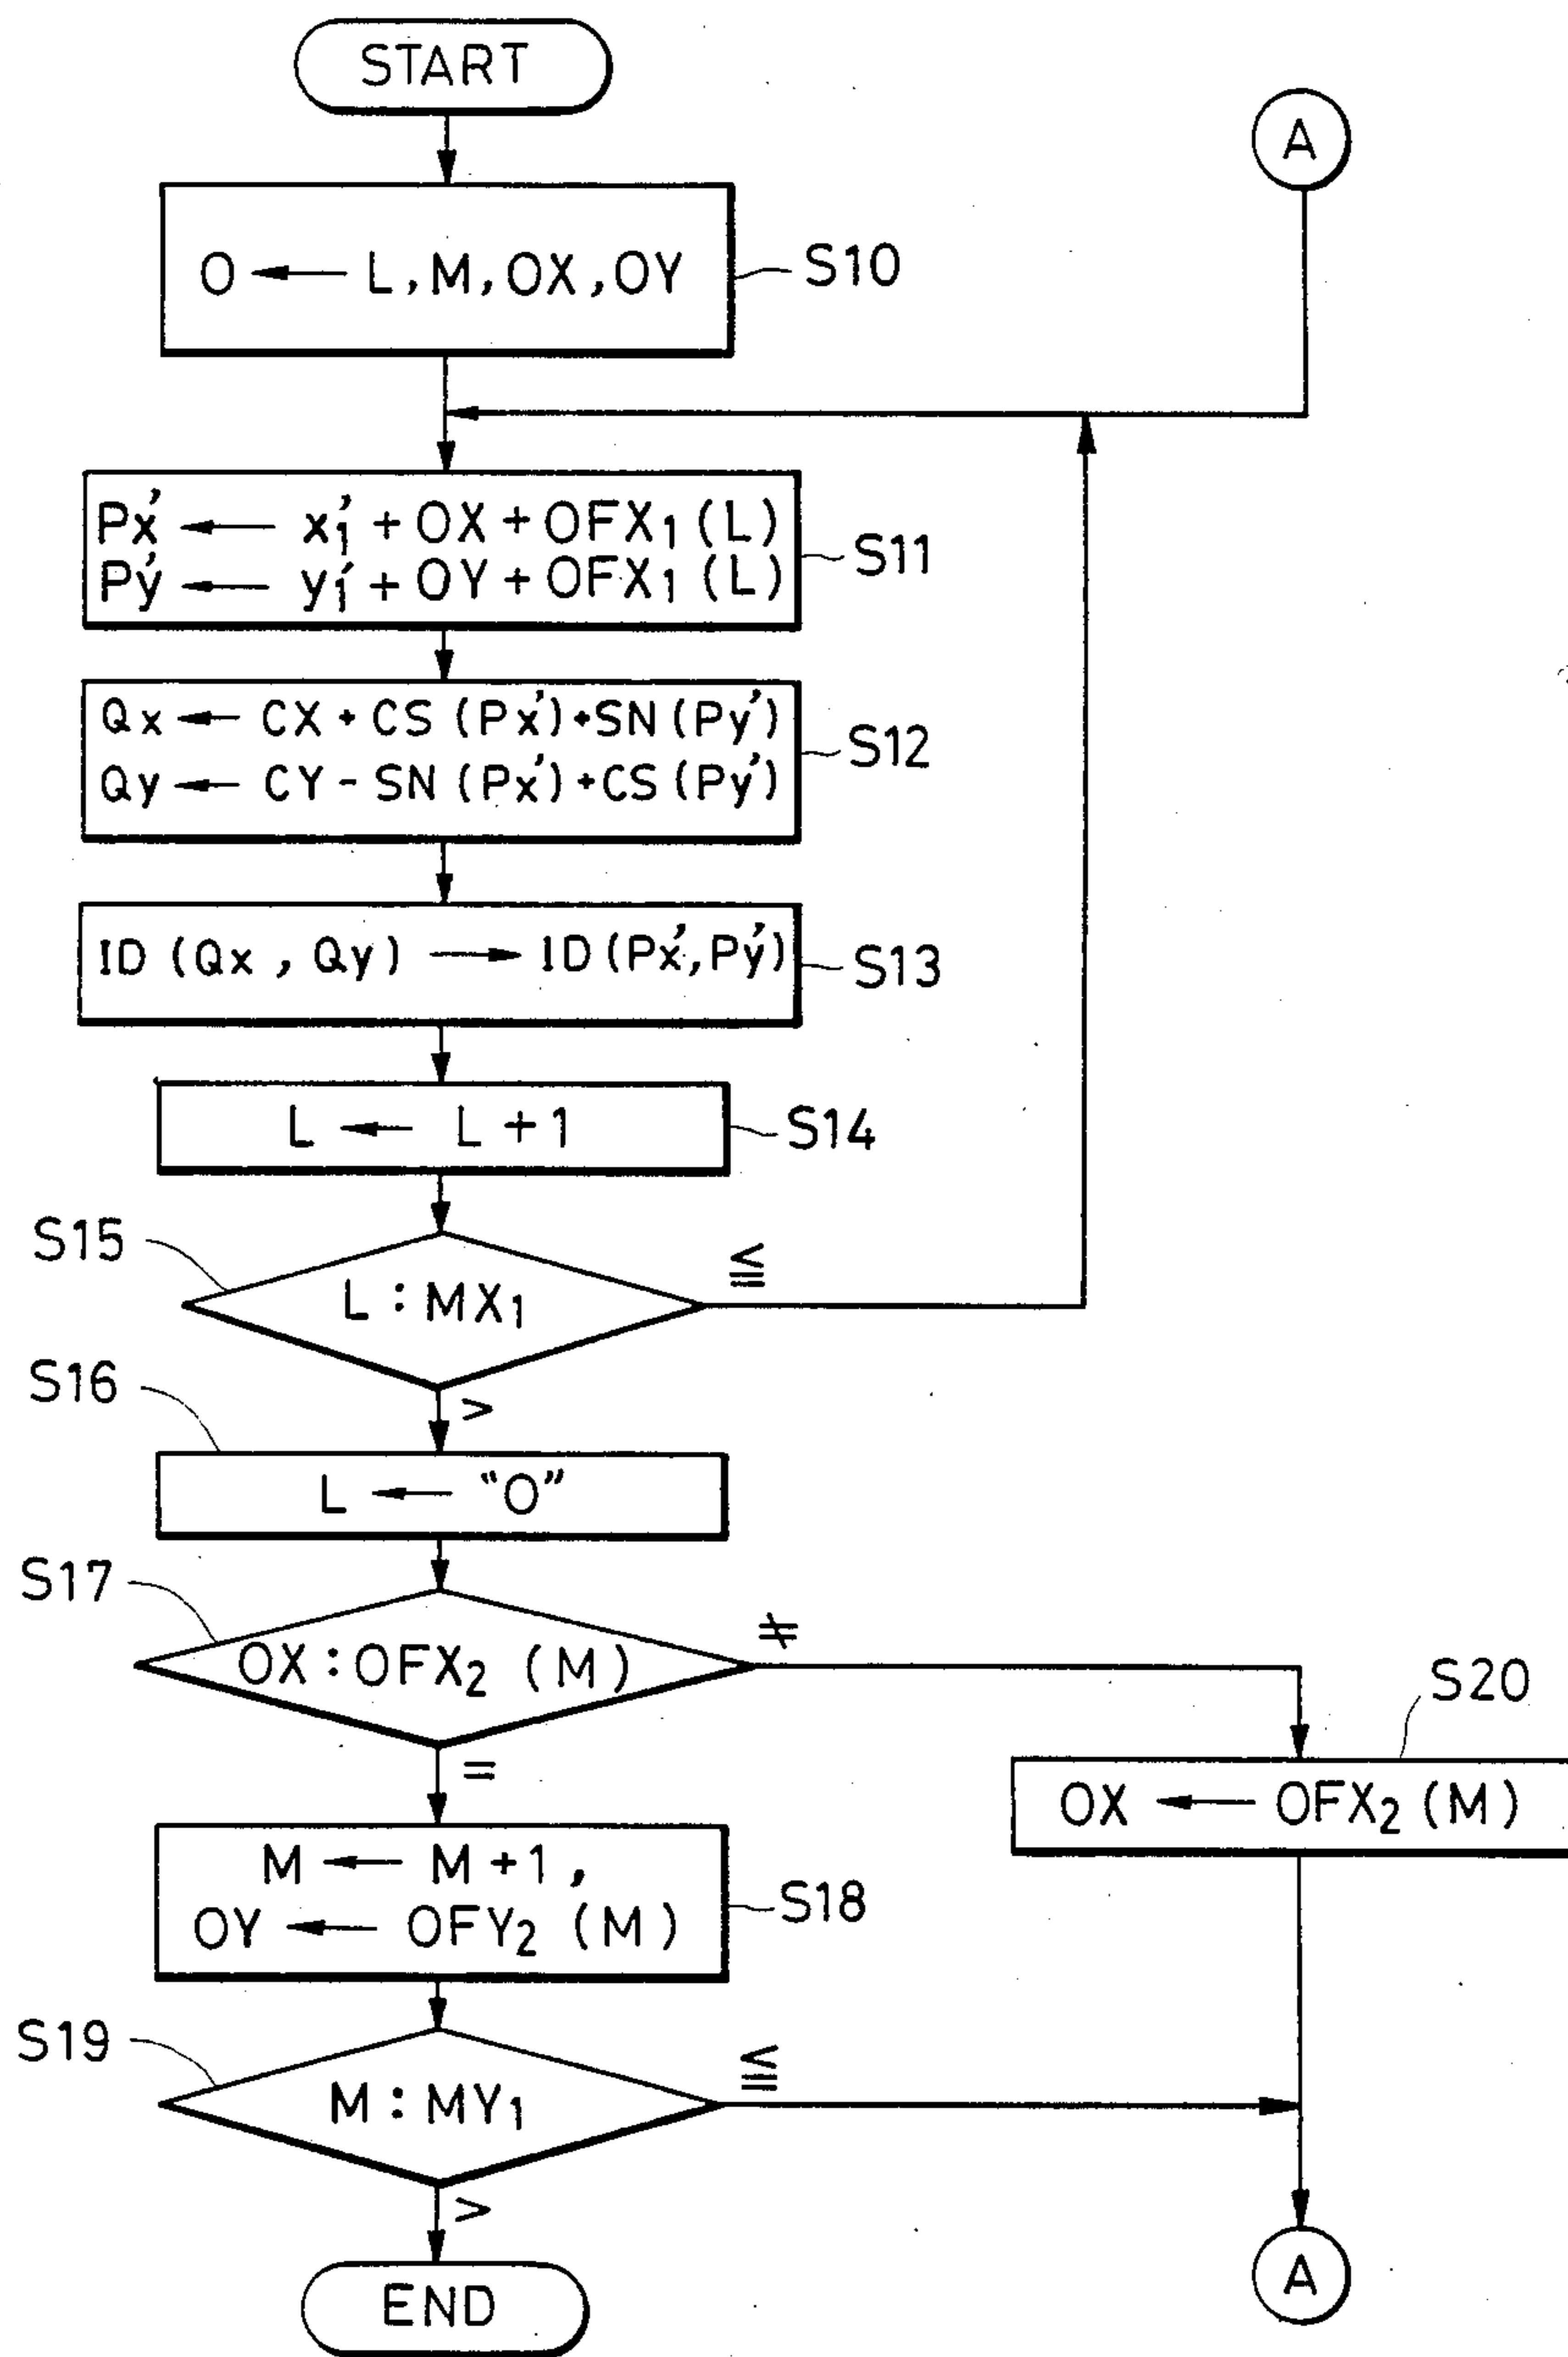 START
A
O ← L, M, OX, OY
S10
Px' ← x1' + OX + OFX1 (L)
Py' ← y1' + OY + OFX1 (L)
S11
Qx ← CX + CS (Px') + SN (Py')
Qy ← CY - SN (Px') + CS (Py')
S12
ID (Qx , Qy) → ID (Px', Py')
S13
L ← L + 1
S14
S15
L : MX1
≦
>
S16
L ← "O"
S17
OX : OFX2 (M)
≠
=
S20
OX ← OFX2 (M)
M ← M + 1 ,
OY ← OFY2 (M)
S18
S19
M : MY1
≦
>
END
A